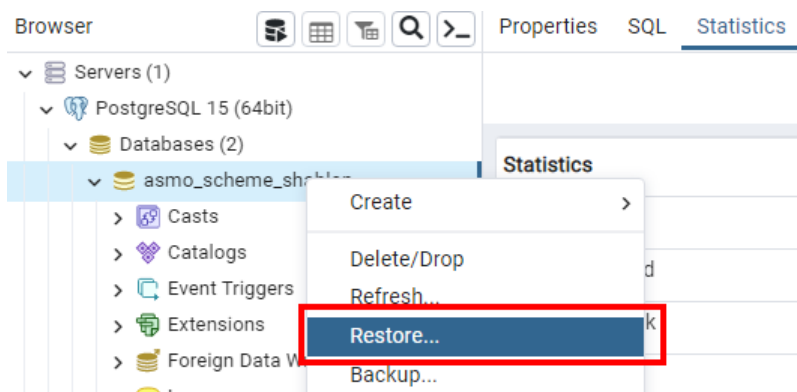 Browser
Properties SQL Statistics
Servers (1)
PostgreSQL 15 (64bit)
Databases (2)
Statistics
Create
Casts
Catalogs
Delete/Drop
Event Triggers
Refresh...
Extensions
Restore...
Foreign Data
Backup...